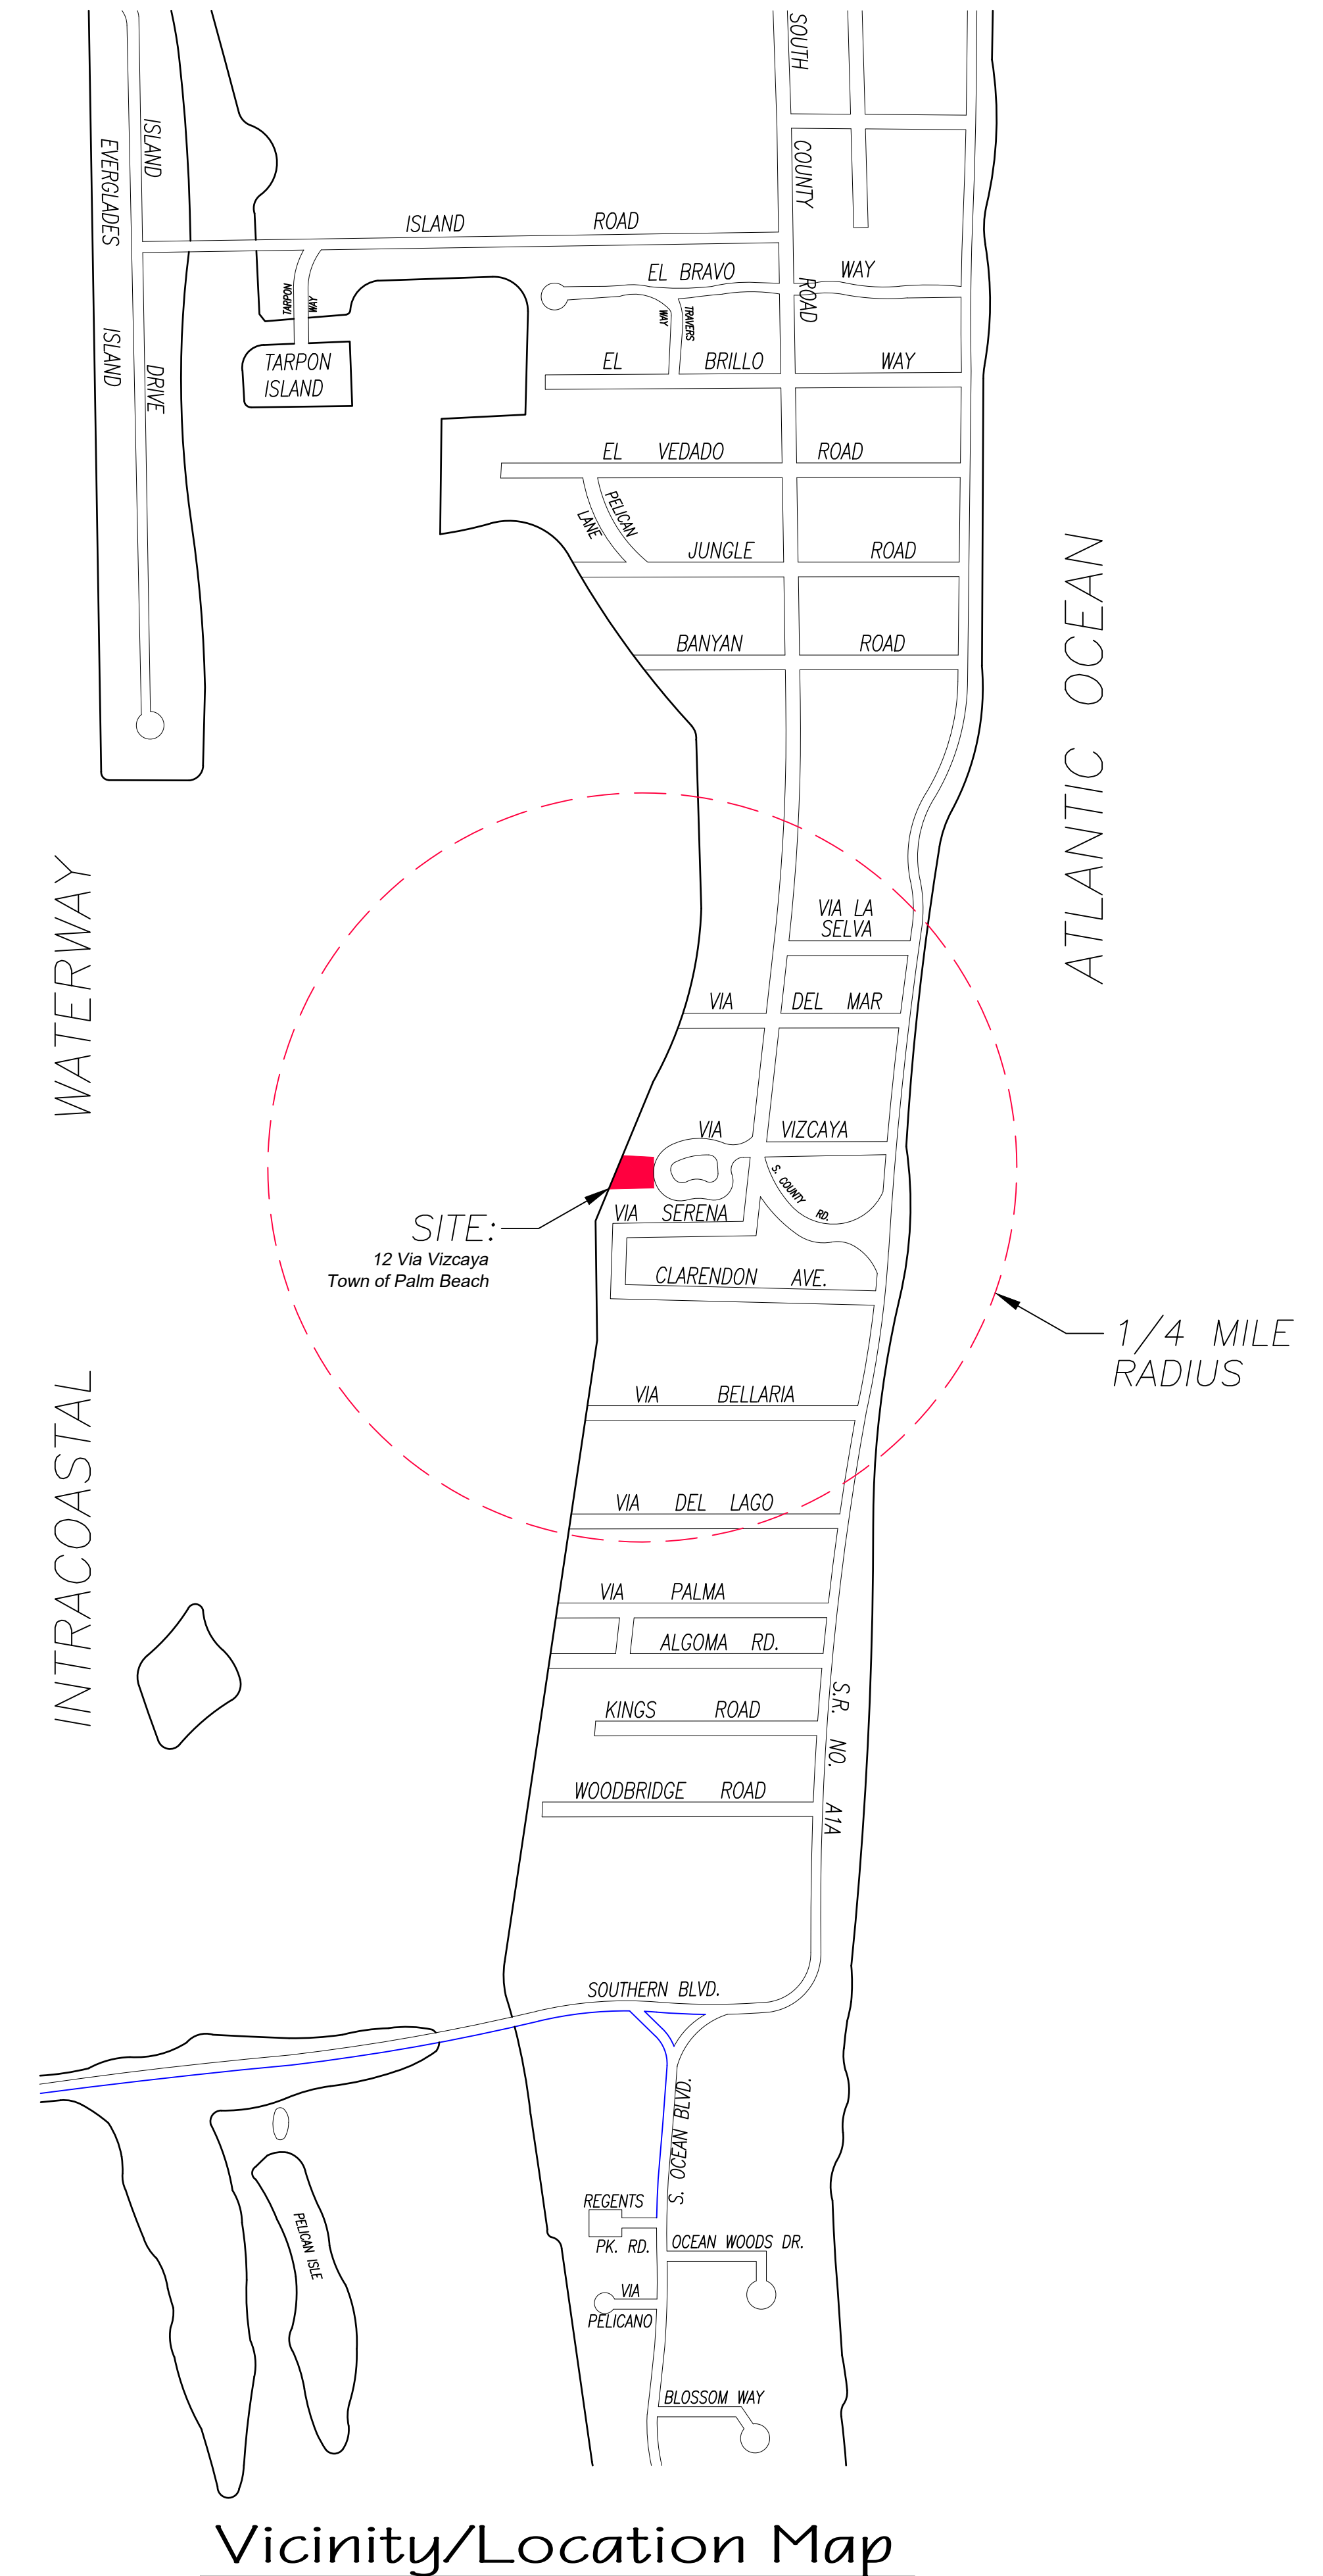 SOUTH
COUNTY
ROAD
ISLAND
DRIVE
EVERGLADES
ISLAND
ISLAND ROAD
TARPON
WAY
TARPON
ISLAND
EL BRAVO WAY
TRAVERS
WAY
EL BRILLO WAY
EL VEDADO ROAD
PELICAN
LANE
JUNGLE ROAD
BANYAN ROAD
ATLANTIC OCEAN
INTRACOASTAL WATERWAY
VIA LA
SELVA
VIA DEL MAR
VIA VIZCAYA
S. COUNTY RD.
VIA SERENA
SITE:
12 Via Vizcaya
Town of Palm Beach
CLARENDON AVE.
1/4 MILE
RADIUS
VIA BELLARIA
VIA DEL LAGO
VIA PALMA
ALGOMA RD.
KINGS ROAD
S.R. NO. A1A
WOODBRIDGE ROAD
SOUTHERN BLVD.
S. OCEAN BLVD.
REGENTS
PK. RD.
OCEAN WOODS DR.
PELICAN ISLE
VIA
PELICANO
BLOSSOM WAY
Vicinity/Location Map